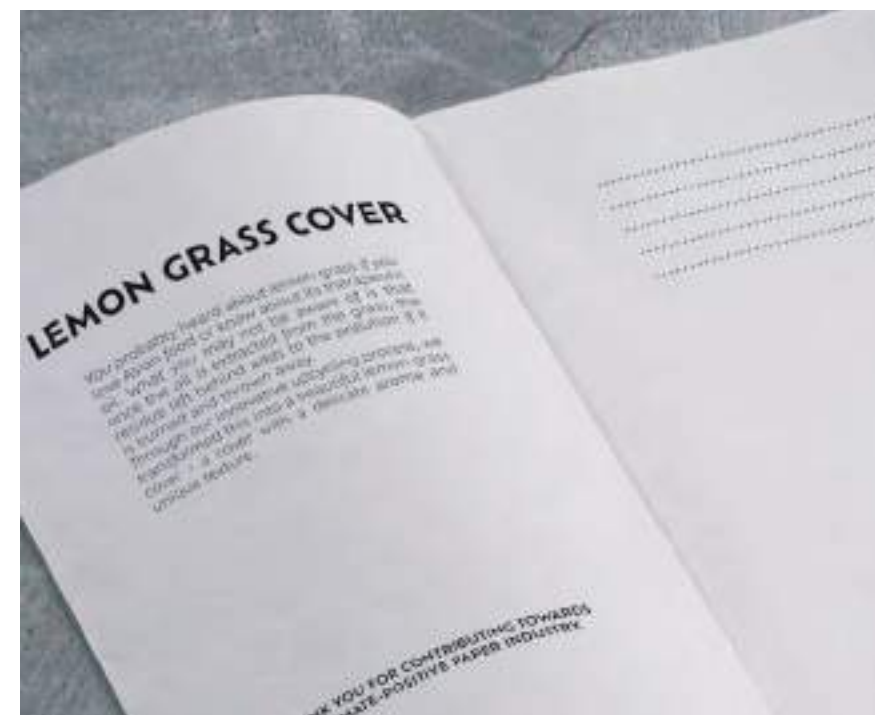 LEMON GRASS COVER
You probably heard about lemon grass if you
love Asian food or know about its therapeutic
oil. What you may not be aware of is that
once the oil is extracted from the grass, the
residue left behind adds to the pollution if it
is burned and thrown away.
Through our innovative upcycling process, we
transformed this into a beautiful lemon grass
cover - a cover with a delicate aroma and
unique texture.
YOU FOR CONTRIBUTING TOWARDS
-POSITIVE PAPER INDUSTRY.